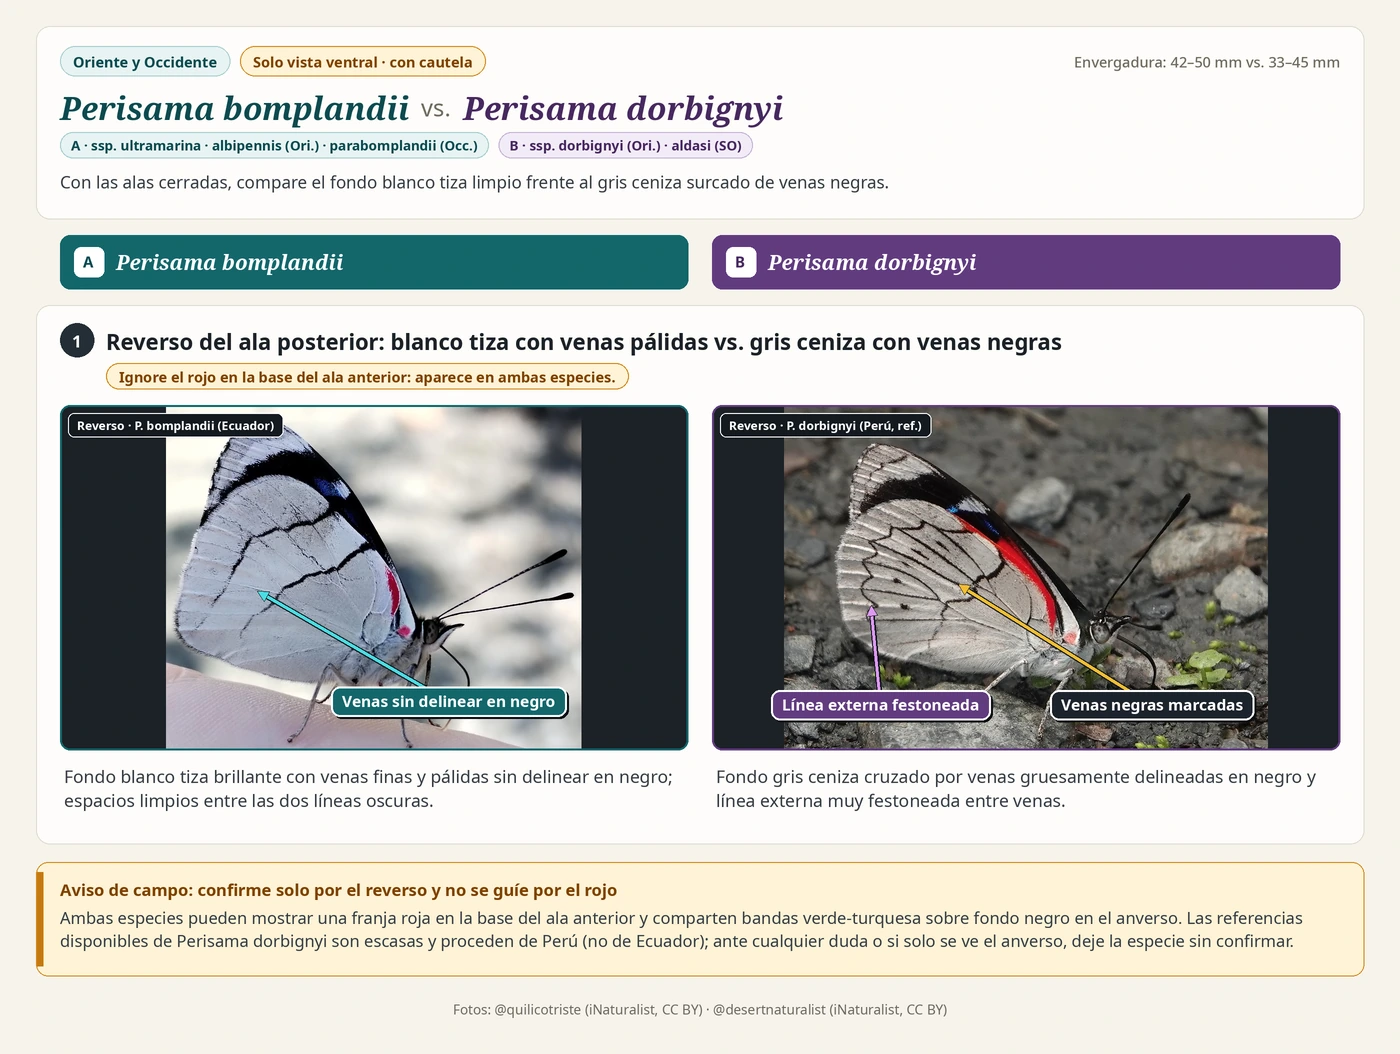 Oriente y Occidente
Solo vista ventral · con cautela
Envergadura: 42–50 mm vs. 33–45 mm
Perisama bomplandii vs. Perisama dorbignyi
A · ssp. ultramarina · albipennis (Ori.) · parabomplandii (Occ.)
B · ssp. dorbignyi (Ori.) · aldasi (SO)
Con las alas cerradas, compare el fondo blanco tiza limpio frente al gris ceniza surcado de venas negras.
A Perisama bomplandii
B Perisama dorbignyi
1 Reverso del ala posterior: blanco tiza con venas pálidas vs. gris ceniza con venas negras
Ignore el rojo en la base del ala anterior: aparece en ambas especies.
Reverso · P. bomplandii (Ecuador)
Venas sin delinear en negro
Reverso · P. dorbignyi (Perú, ref.)
Línea externa festoneada
Venas negras marcadas
Fondo blanco tiza brillante con venas finas y pálidas sin delinear en negro;
espacios limpios entre las dos líneas oscuras.
Fondo gris ceniza cruzado por venas gruesamente delineadas en negro y
línea externa muy festoneada entre venas.
Aviso de campo: confirme solo por el reverso y no se guíe por el rojo
Ambas especies pueden mostrar una franja roja en la base del ala anterior y comparten bandas verde-turquesa sobre fondo negro en el anverso. Las referencias
disponibles de Perisama dorbignyi son escasas y proceden de Perú (no de Ecuador); ante cualquier duda o si solo se ve el anverso, deje la especie sin confirmar.
Fotos: @quilicotriste (iNaturalist, CC BY) · @desertnaturalist (iNaturalist, CC BY)